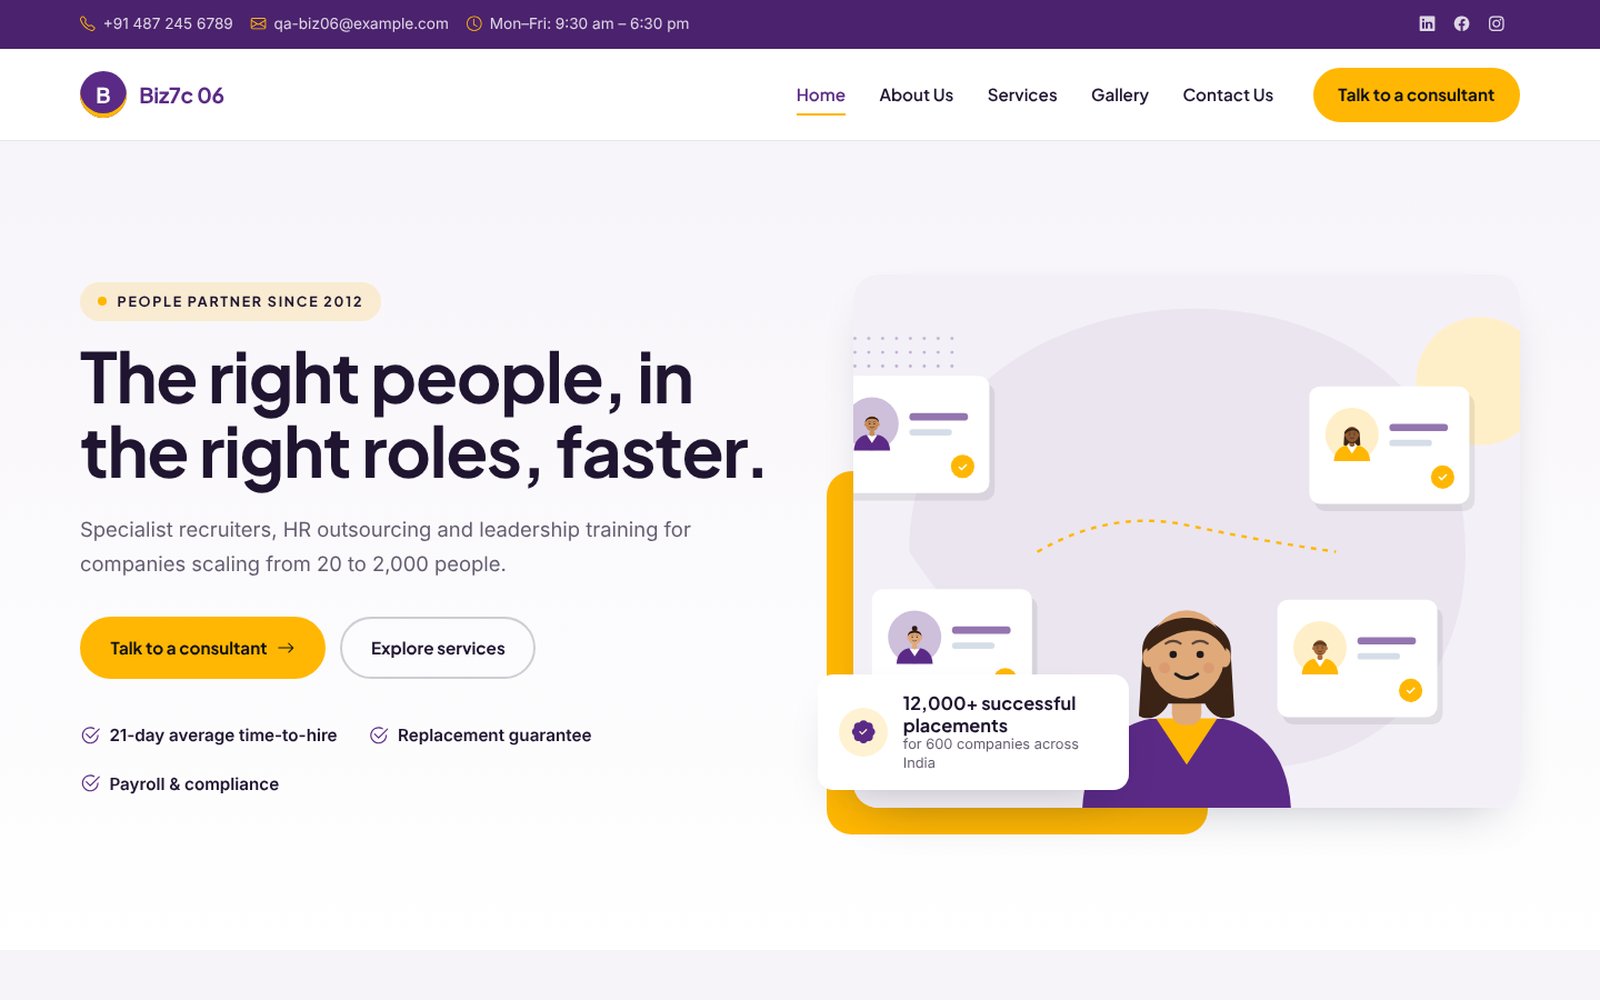 +91 487 245 6789
qa-biz06@example.com
Mon–Fri: 9:30 am – 6:30 pm
B
Biz7c 06
Home
About Us
Services
Gallery
Contact Us
Talk to a consultant
PEOPLE PARTNER SINCE 2012
The right people, in
the right roles, faster.
Specialist recruiters, HR outsourcing and leadership training for
companies scaling from 20 to 2,000 people.
Talk to a consultant →
Explore services
21-day average time-to-hire
Replacement guarantee
Payroll & compliance
12,000+ successful
placements
for 600 companies across
India